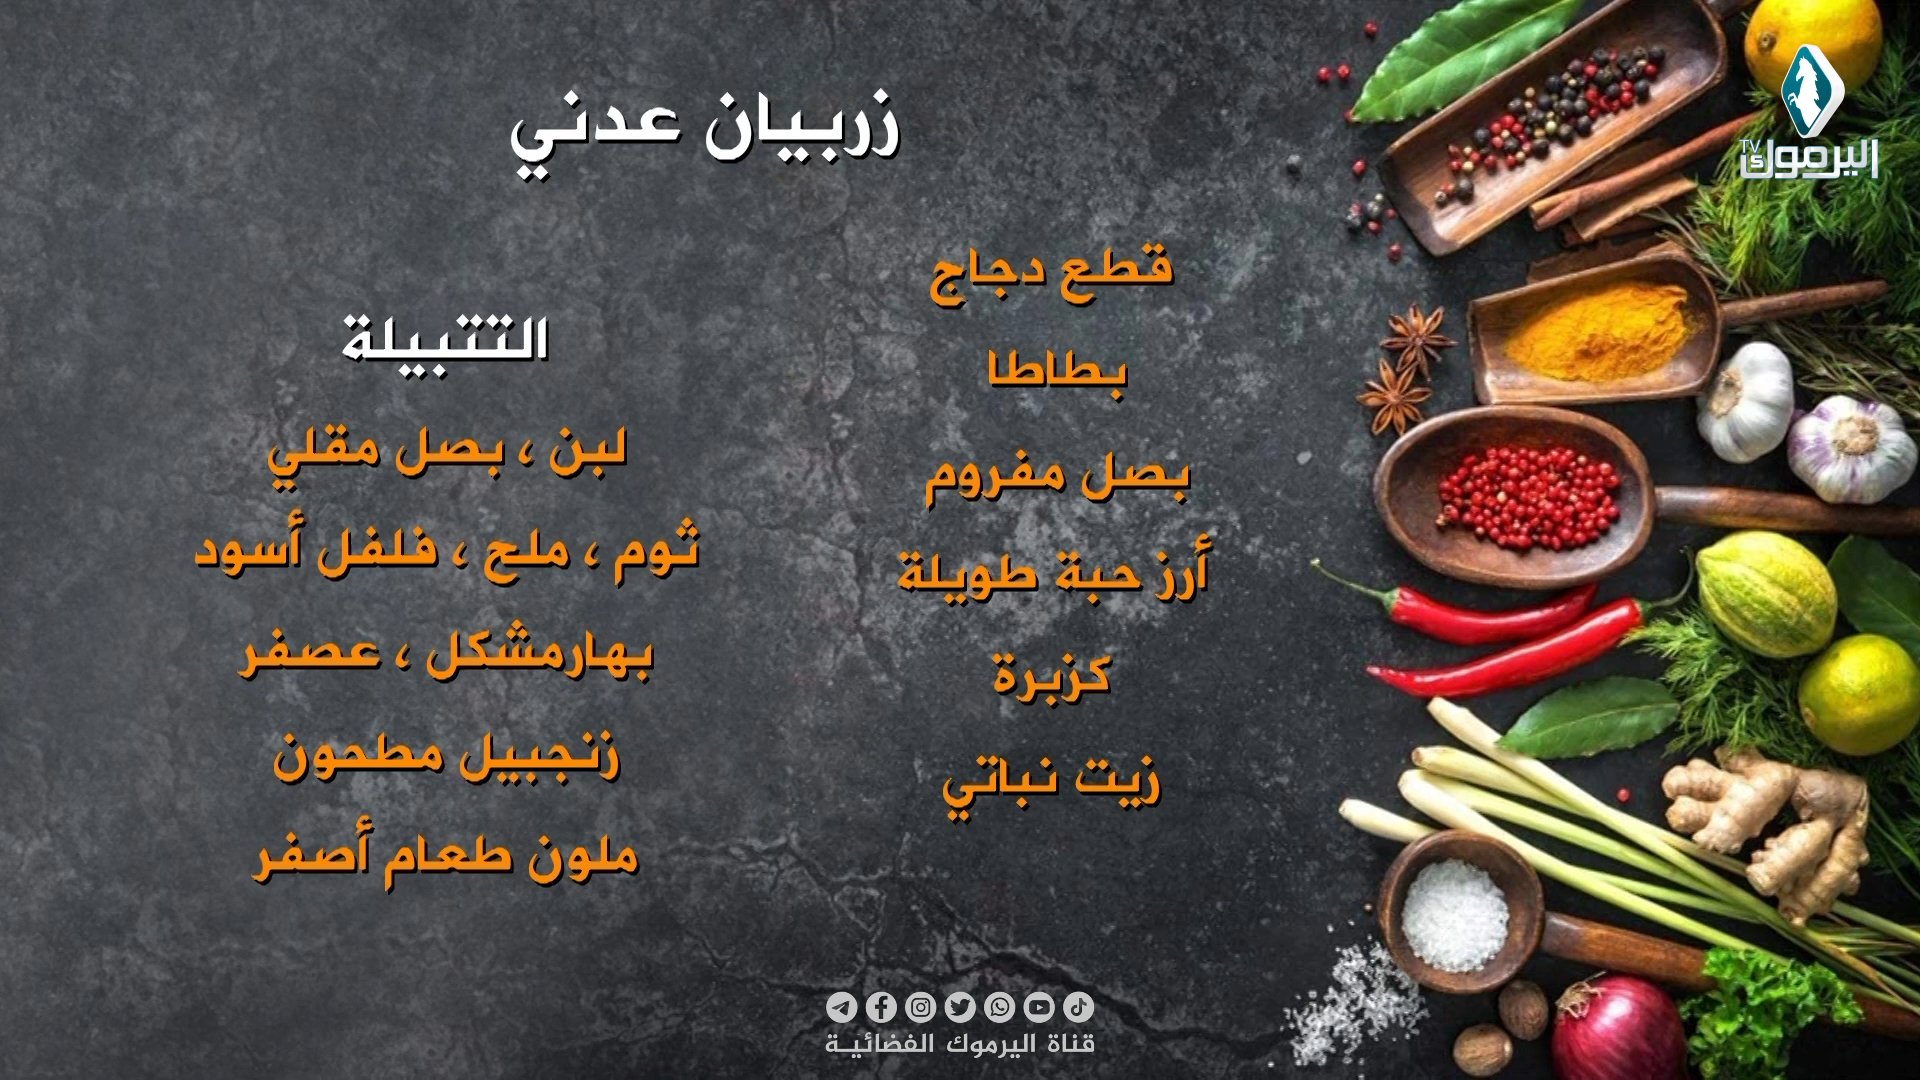 زربيان عدني
قطع دجاج
بطاطا
بصل مفروم
أرز حبة طويلة
كزبرة
زيت نباتي
التتبيلة
لبن ، بصل مقلي
ثوم ، ملح ، فلفل أسود
بهارمشكل ، عصفر
زنجبيل مطحون
ملون طعام أصفر
اليرموك
TV
قناة اليرموك الفضائية